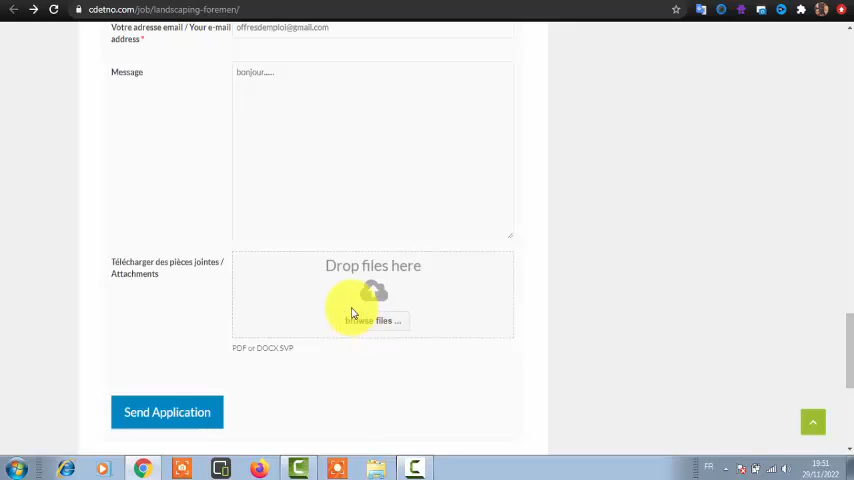 cdetno.com/job/landscaping-foremen/
Votre adresse email / Your e-mail
address *
offresdemploi@gmail.com
Message
bonjour.....
Télécharger des pièces jointes /
Attachments
Drop files here
browse files ...
PDF or DOCX.SVP
Send Application
FR
19:51
29/11/2022